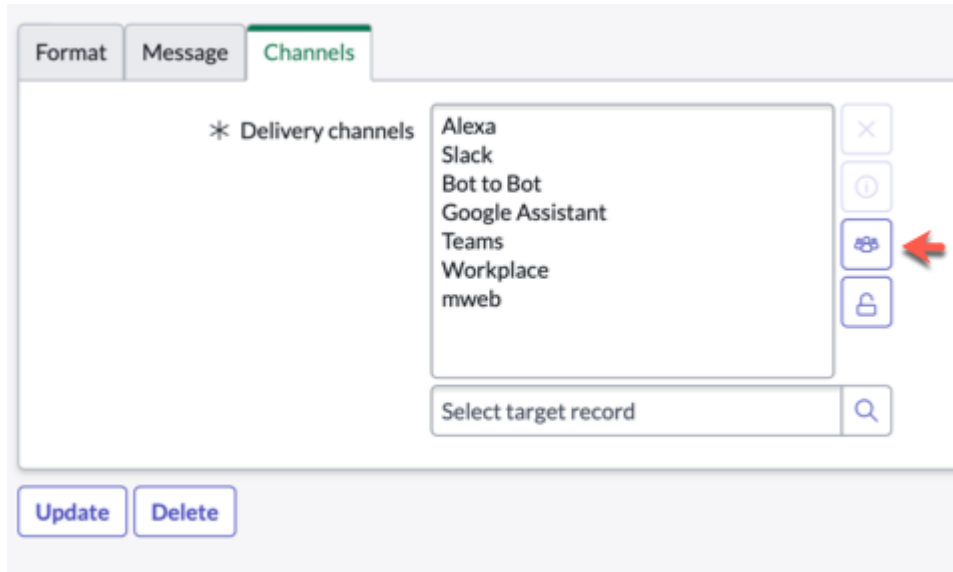 Format
Message
Channels
* Delivery channels
Alexa
Slack
Bot to Bot
Google Assistant
Teams
Workplace
mweb
Select target record
Update
Delete